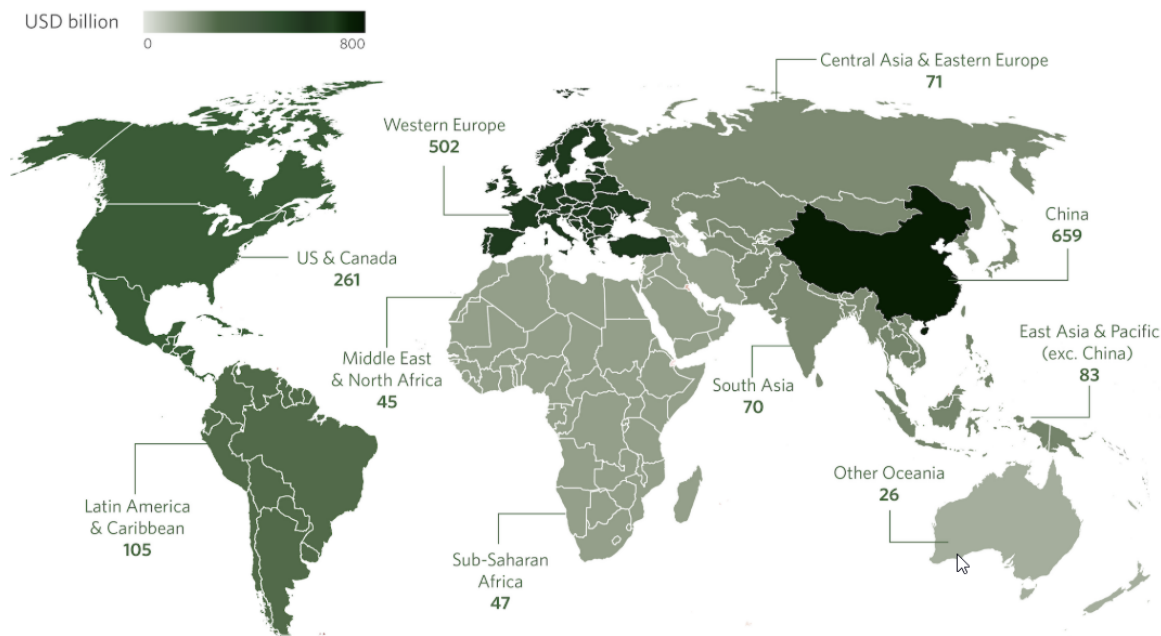 USD billion
0
800
Central Asia & Eastern Europe
71
Western Europe
502
China
659
US & Canada
261
East Asia & Pacific
(exc. China)
83
Middle East
& North Africa
45
South Asia
70
Other Oceania
26
Latin America
& Caribbean
105
Sub-Saharan
Africa
47